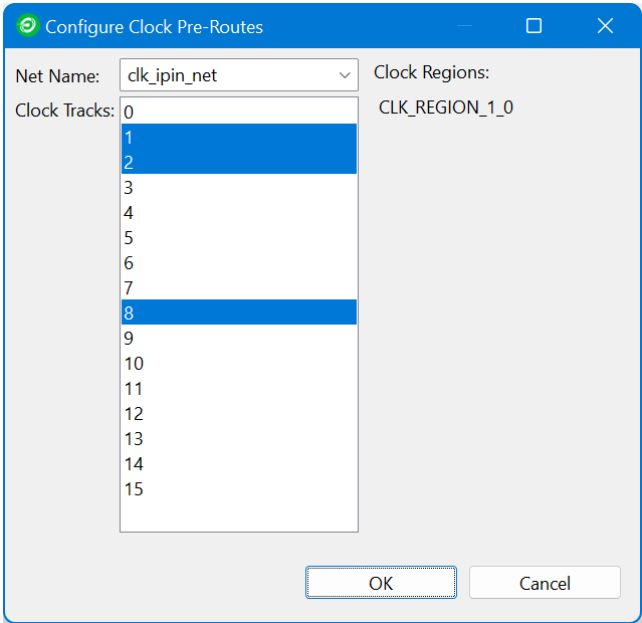 Configure Clock Pre-Routes
Net Name: clk_ipin_net
Clock Regions:
Clock Tracks:
CLK_REGION_1_0
0
1
2
3
4
5
6
7
8
9
10
11
12
13
14
15
OK Cancel